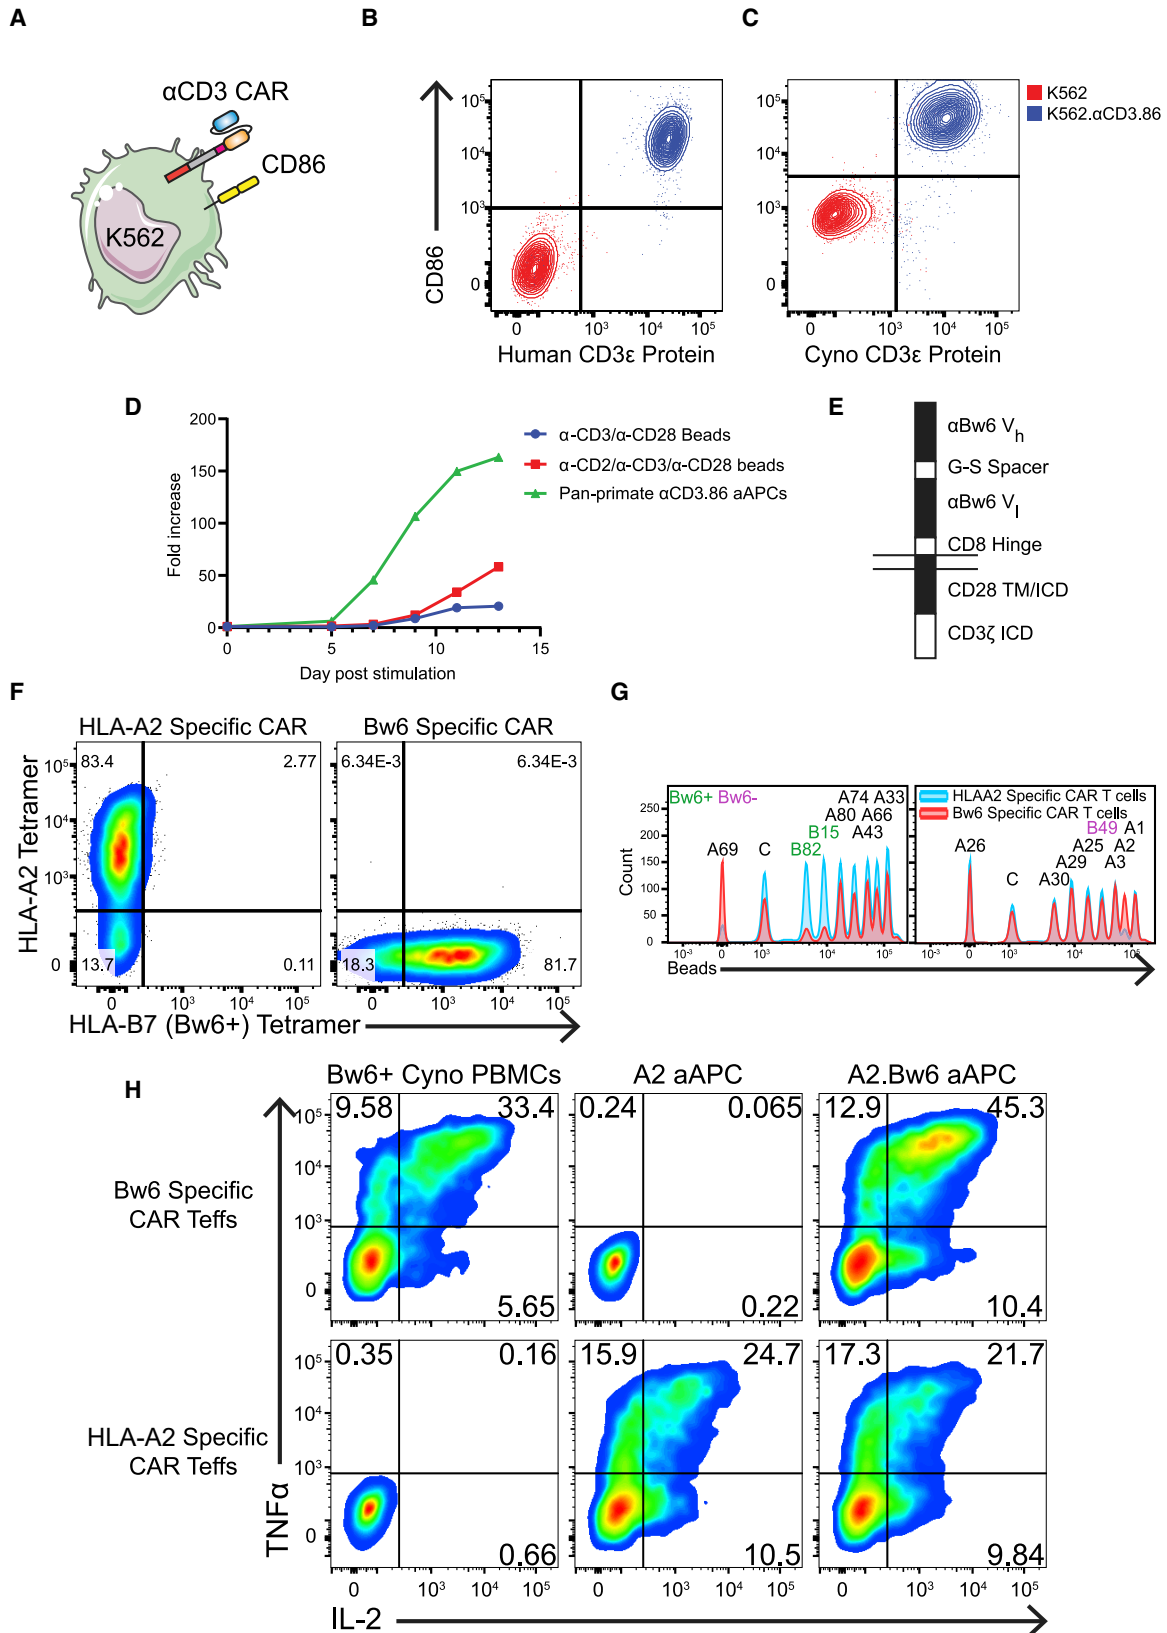 A
B
C
αCD3 CAR
CD86
K562
CD86
10⁵
10⁴
10³
0
0 10³ 10⁴ 10⁵
Human CD3ε Protein
10⁵
10⁴
10³
0
0 10³ 10⁴ 10⁵
Cyno CD3ε Protein
K562
K562.αCD3.86
D
Fold increase
200
150
100
50
0
0 5 10 15
Day post stimulation
α-CD3/α-CD28 Beads
α-CD2/α-CD3/α-CD28 beads
Pan-primate αCD3.86 aAPCs
E
αBw6 Vh
G-S Spacer
αBw6 Vl
CD8 Hinge
CD28 TM/ICD
CD3ζ ICD
F
HLA-A2 Specific CAR
Bw6 Specific CAR
HLA-A2 Tetramer
10⁵
10⁴
10³
0
83.4 2.77
13.7 0.11
6.34E-3 6.34E-3
18.3 81.7
0 10³ 10⁴ 10⁵
0 10³ 10⁴ 10⁵
HLA-B7 (Bw6+) Tetramer
G
Count
250
200
150
100
50
0
Bw6+ Bw6-
A74 A33
A80 A66
B15 A43
A69 C B82
10⁻³ 0 10³ 10⁵
HLAA2 Specific CAR T cells
Bw6 Specific CAR T cells
B49 A1
A26 A25 A2
A29 A3
C A30
10⁻³ 0 10³ 10⁵
Beads
H
Bw6+ Cyno PBMCs
A2 aAPC
A2.Bw6 aAPC
Bw6 Specific
CAR Teffs
10⁵
10⁴
10³
0
9.58 33.4
5.65
0.24 0.065
0.22
12.9 45.3
10.4
HLA-A2 Specific
CAR Teffs
TNFα
10⁵
10⁴
10³
0
0.35 0.16
0.66
15.9 24.7
10.5
17.3 21.7
9.84
0 10³ 10⁴ 10⁵
0 10³ 10⁴ 10⁵
0 10³ 10⁴ 10⁵
IL-2